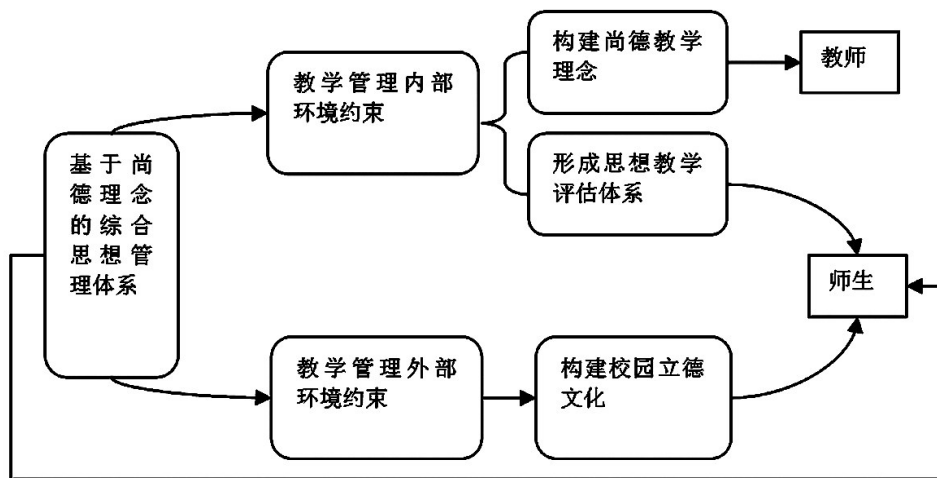 构建尚德教学
理念
教师
教学管理内部
环境约束
基于尚
德理念
的综合
思想管
理体系
形成思想教学
评估体系
师生
教学管理外部
环境约束
构建校园立德
文化